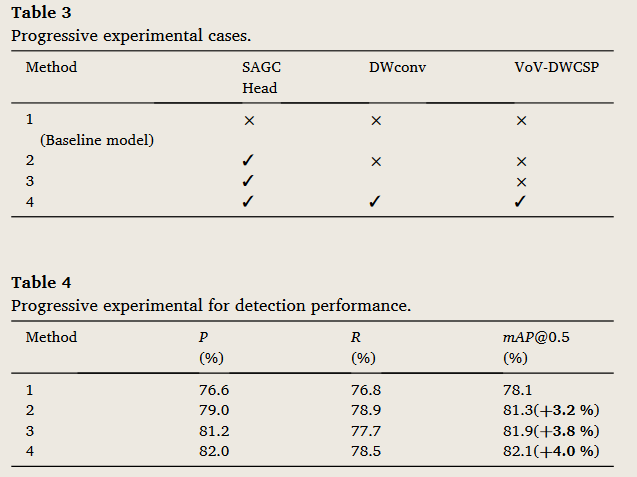 Table 3
Progressive experimental cases.
Method SAGC DWconv VoV-DWCSP
Head
1 × × ×
(Baseline model)
2 ✓ × ×
3 ✓ ×
4 ✓ ✓ ✓
Table 4
Progressive experimental for detection performance.
Method P R mAP@0.5
(%) (%) (%)
1 76.6 76.8 78.1
2 79.0 78.9 81.3(+3.2 %)
3 81.2 77.7 81.9(+3.8 %)
4 82.0 78.5 82.1(+4.0 %)